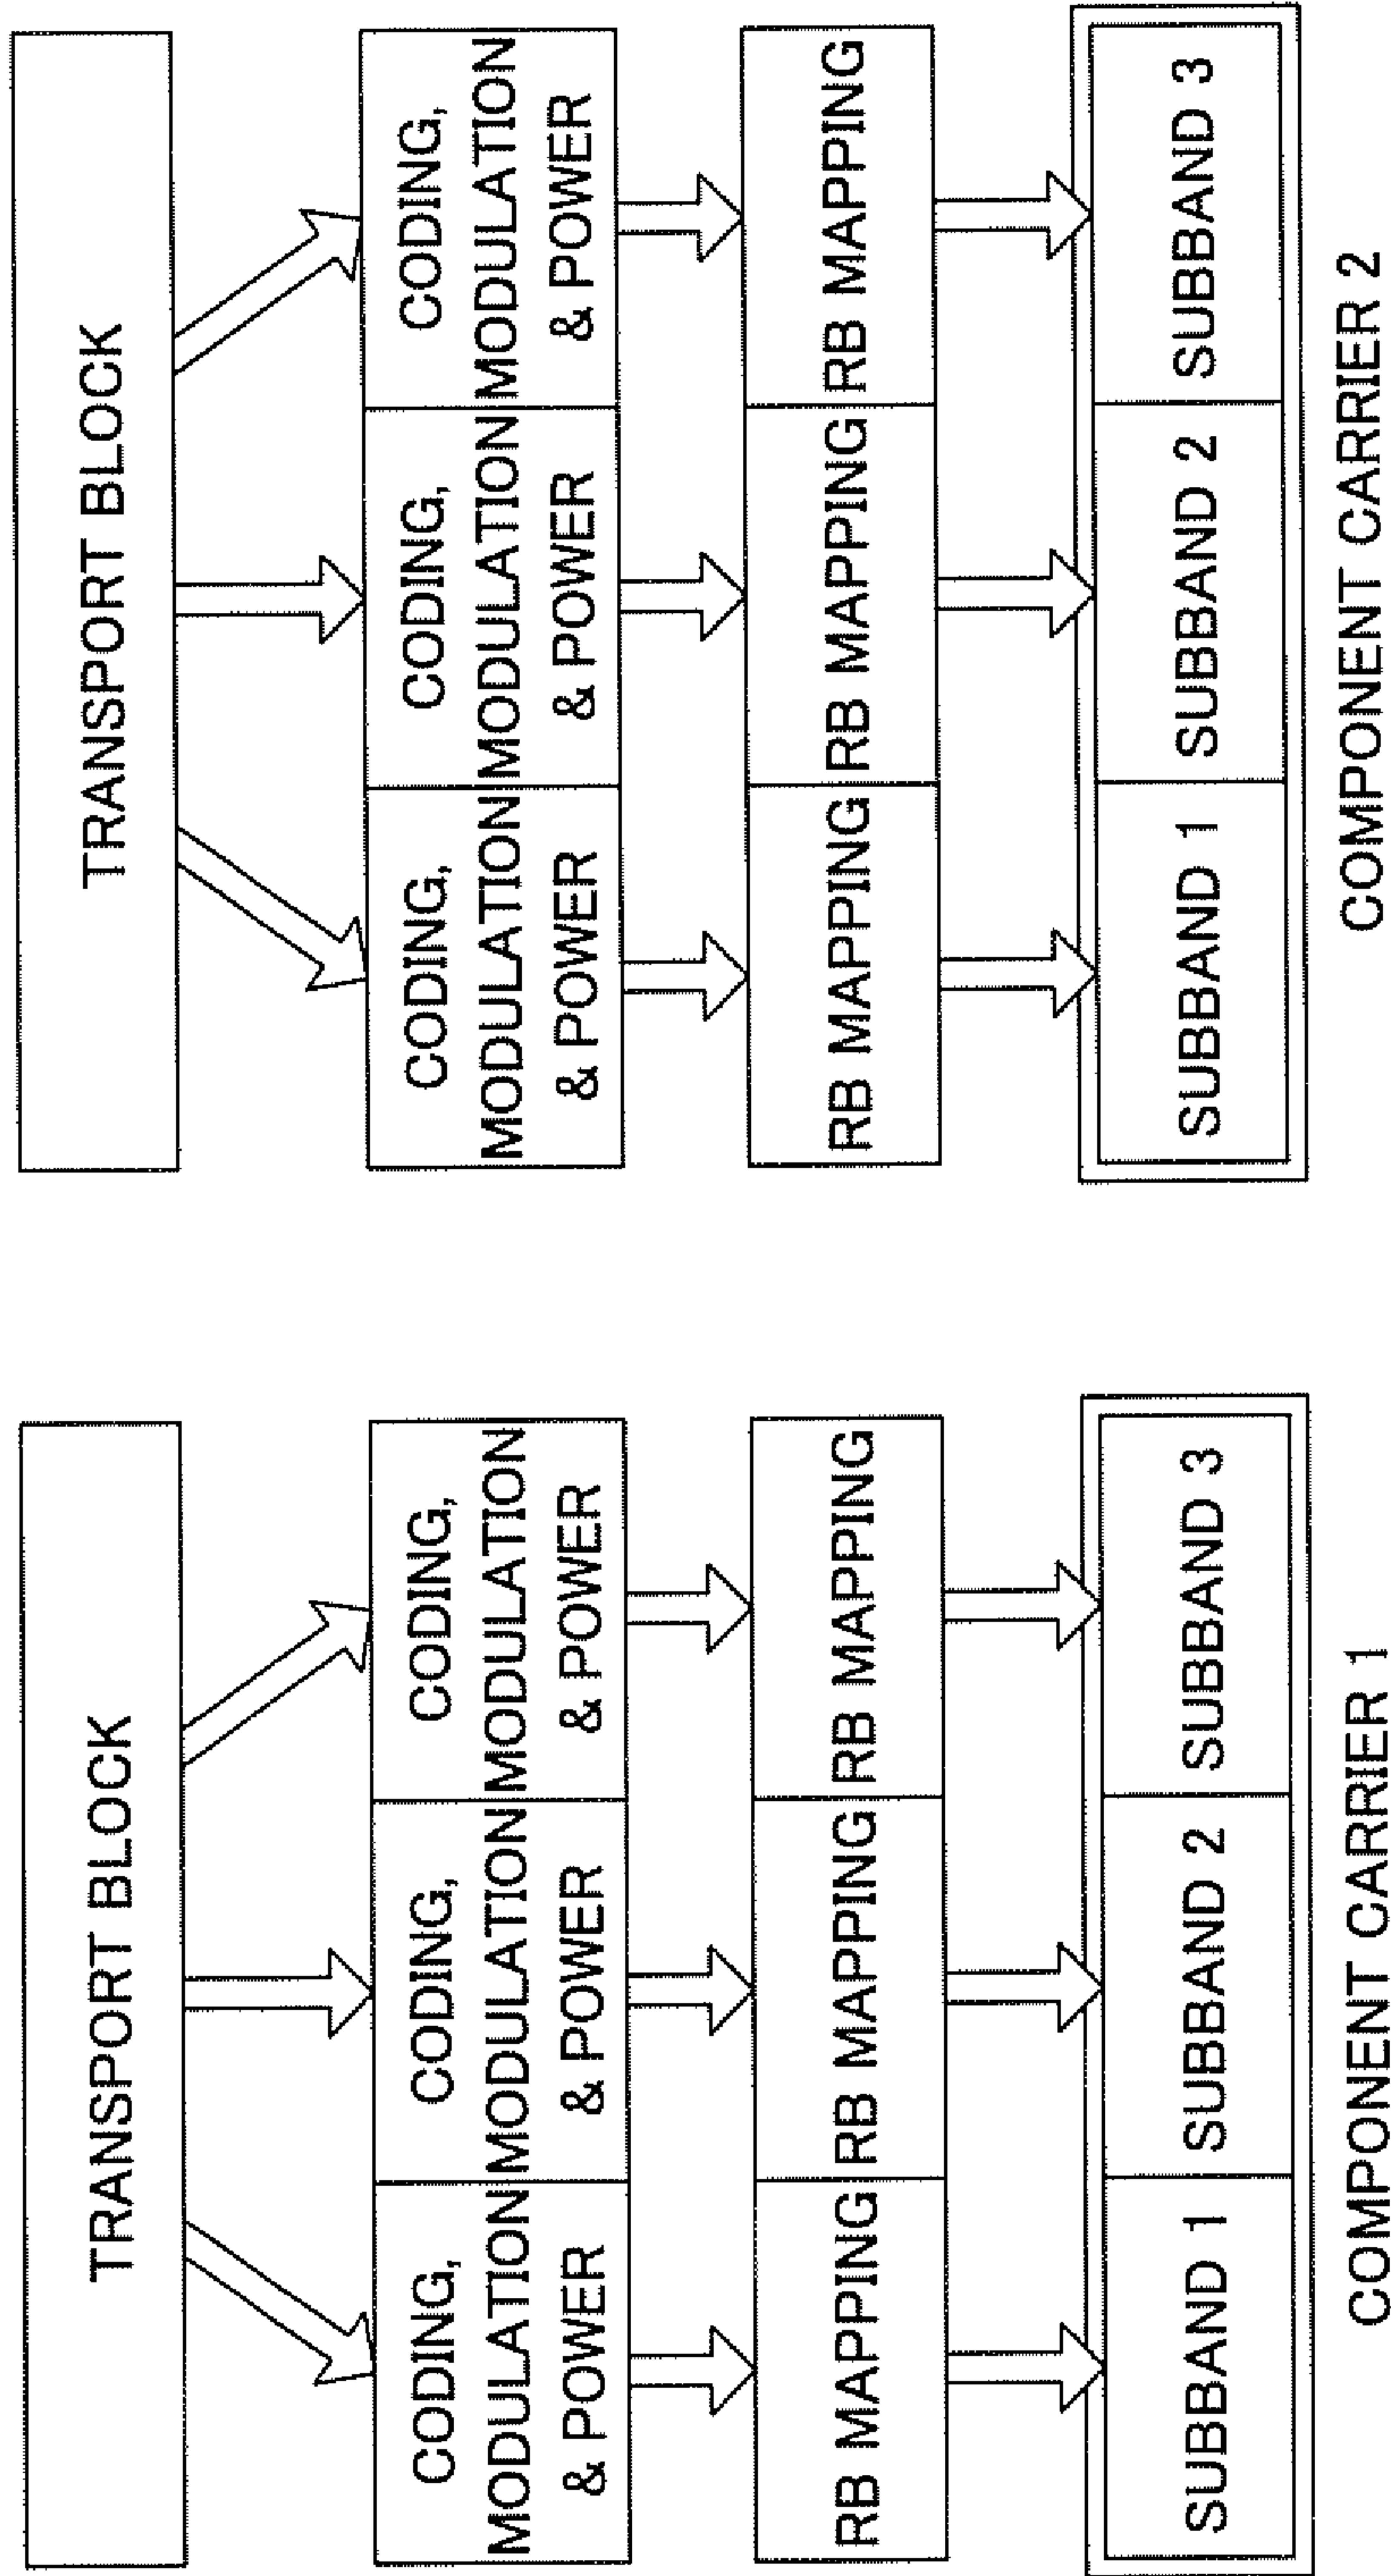 TRANSPORT BLOCK
CODING,
MODULATION
& POWER
CODING,
MODULATION
& POWER
CODING,
MODULATION
& POWER
RB MAPPING
RB MAPPING
RB MAPPING
SUBBAND 1
SUBBAND 2
SUBBAND 3
COMPONENT CARRIER 1
TRANSPORT BLOCK
CODING,
MODULATION
& POWER
CODING,
MODULATION
& POWER
CODING,
MODULATION
& POWER
RB MAPPING
RB MAPPING
RB MAPPING
SUBBAND 1
SUBBAND 2
SUBBAND 3
COMPONENT CARRIER 2